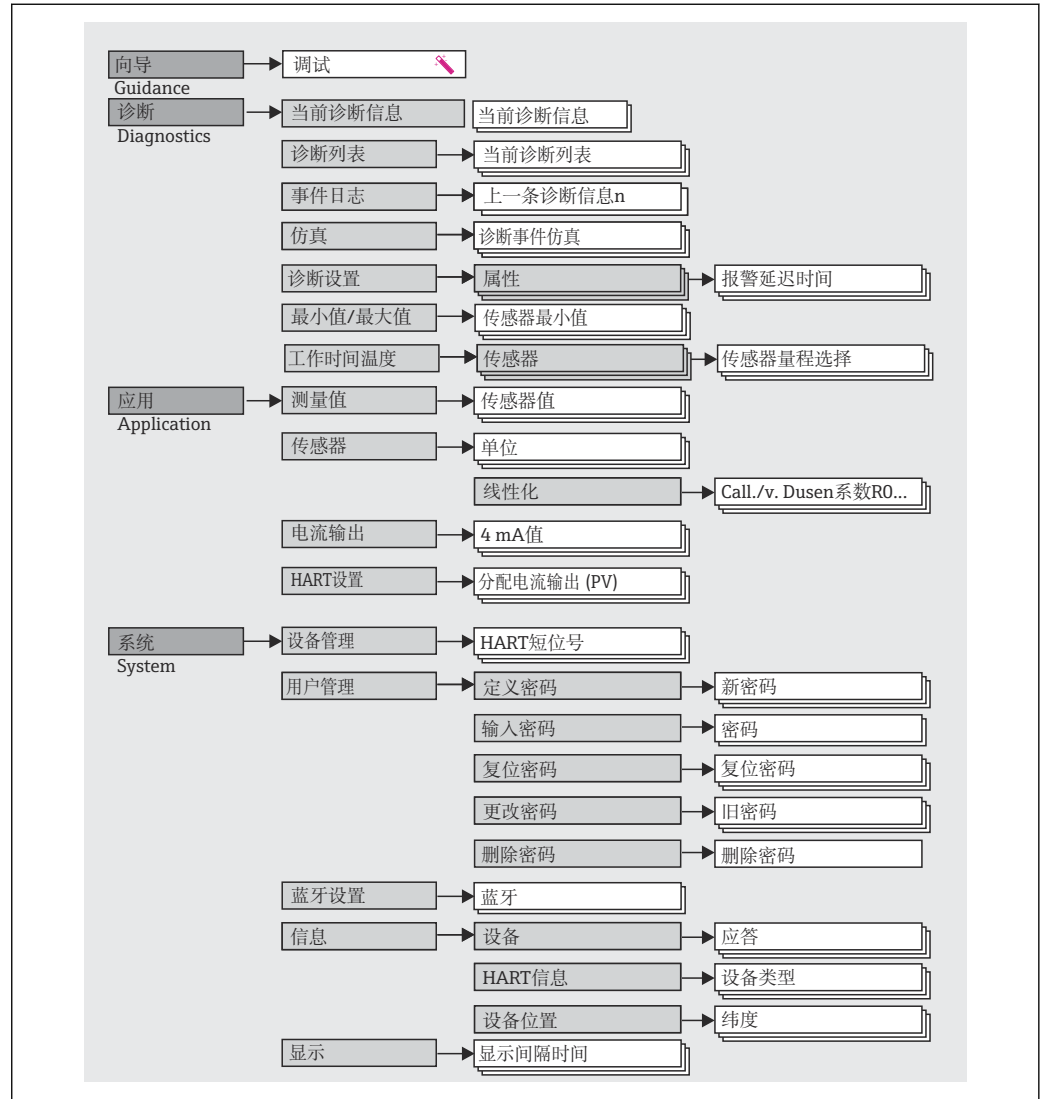 向导
调试
Guidance
诊断
当前诊断信息
当前诊断信息
Diagnostics
诊断列表
当前诊断列表
事件日志
上一条诊断信息n
仿真
诊断事件仿真
诊断设置
属性
报警延迟时间
最小值/最大值
传感器最小值
工作时间温度
传感器
传感器量程选择
应用
测量值
传感器值
Application
传感器
单位
线性化
Call./v. Dusen系数R0...
电流输出
4 mA值
HART设置
分配电流输出 (PV)
系统
设备管理
HART短位号
System
用户管理
定义密码
新密码
输入密码
密码
复位密码
复位密码
更改密码
旧密码
删除密码
删除密码
蓝牙设置
蓝牙
信息
设备
应答
HART信息
设备类型
设备位置
纬度
显示
显示间隔时间